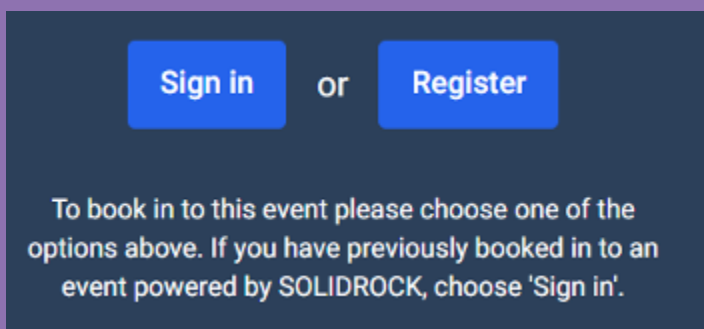 Sign in or Register
To book in to this event please choose one of the
options above. If you have previously booked in to an
event powered by SOLIDROCK, choose 'Sign in'.